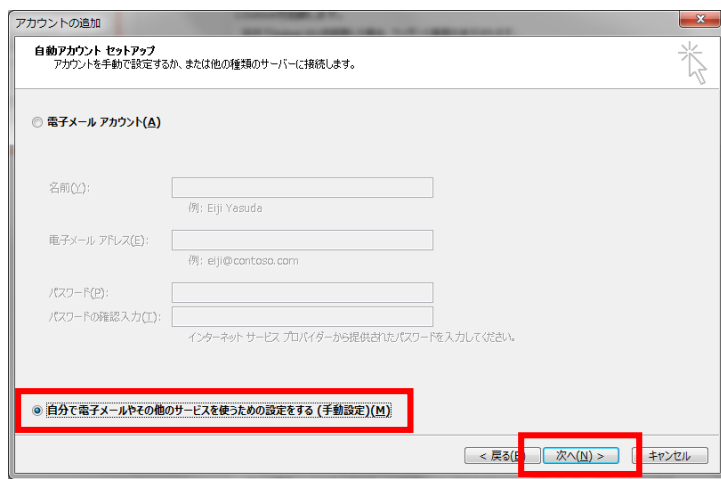 アカウントの追加
自動アカウント セットアップ
アカウントを手動で設定するか、または他の種類のサーバーに接続します。
電子メール アカウント(A)
名前(Y):
例: Eiji Yasuda
電子メール アドレス(E):
例: eiji@contoso.com
パスワード(P):
パスワードの確認入力(T):
インターネット サービス プロバイダーから提供されたパスワードを入力してください。
自分で電子メールやその他のサービスを使うための設定をする (手動設定)(M)
< 戻る( 次へ(N) > キャンセル